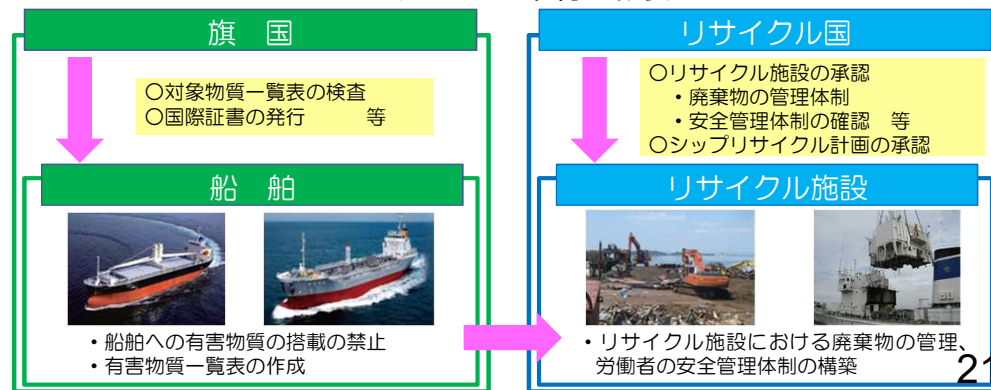 旗 国
〇対象物質一覧表の検査
〇国際証書の発行 等
船 舶
・船舶への有害物質の搭載の禁止
・有害物質一覧表の作成
リサイクル国
〇リサイクル施設の承認
・廃棄物の管理体制
・安全管理体制の確認 等
〇シップリサイクル計画の承認
リサイクル施設
・リサイクル施設における廃棄物の管理、
労働者の安全管理体制の構築
21